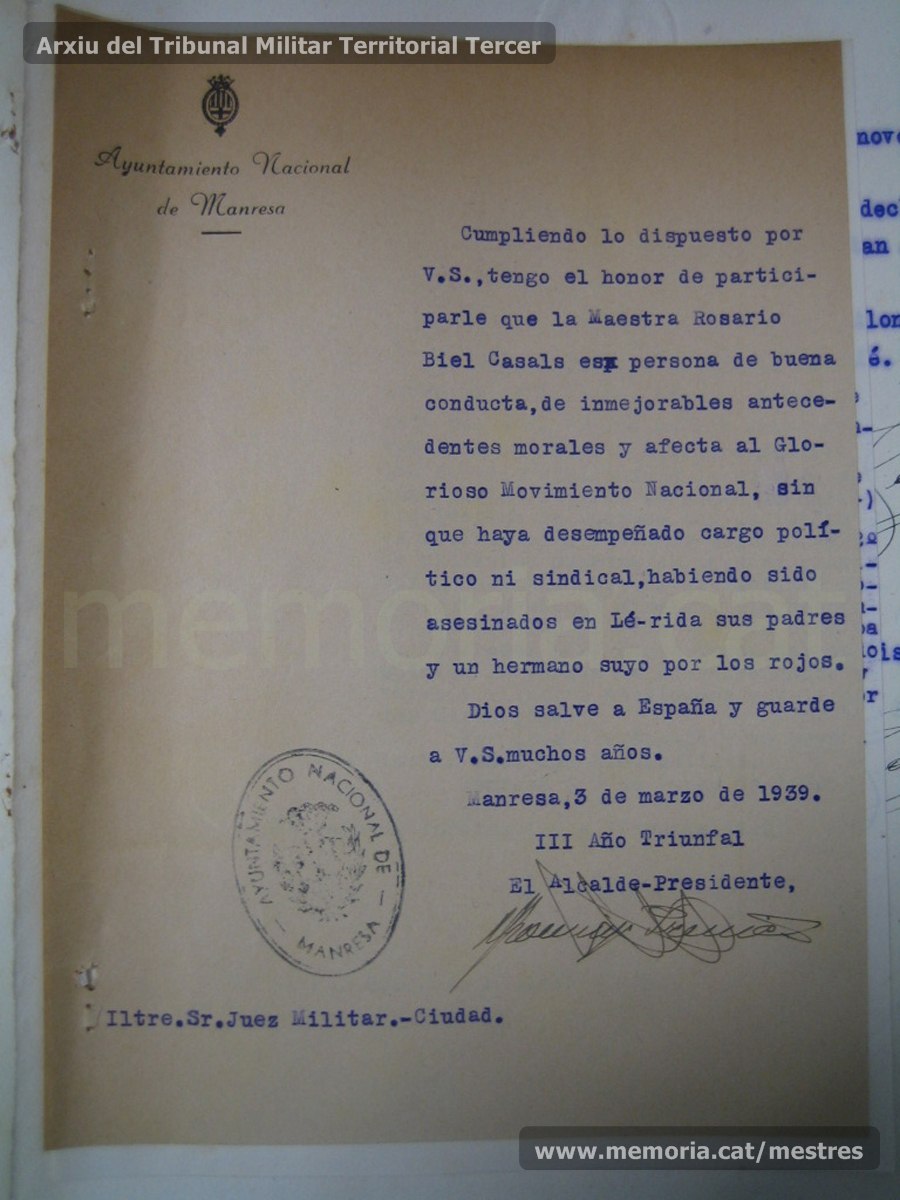 Arxiu del Tribunal Militar Territorial Tercer
Ayuntamiento Nacional
de Manresa
Cumpliendo lo dispuesto por
V.S.,tengo el honor de partici-
parle que la Maestra Rosario
Biel Casals esx persona de buena
conducta,de inmejorables antece-
dentes morales y afecta al Glo-
rioso Movimiento Nacional, sin
que haya desempeñado cargo polí-
tico ni sindical,habiendo sido
asesinados en Lé-rida sus padres
y un hermano suyo por los rojos.
Dios salve a España y guarde
a V.S.muchos años.
Manresa,3 de marzo de 1939.
III Año Triunfal
El Alcalde-Presidente,
AYUNTAMIENTO NACIONAL DE
- MANRESA -
Iltre.Sr.Juez Militar.-Ciudad.
memoria.cat
www.memoria.cat/mestres